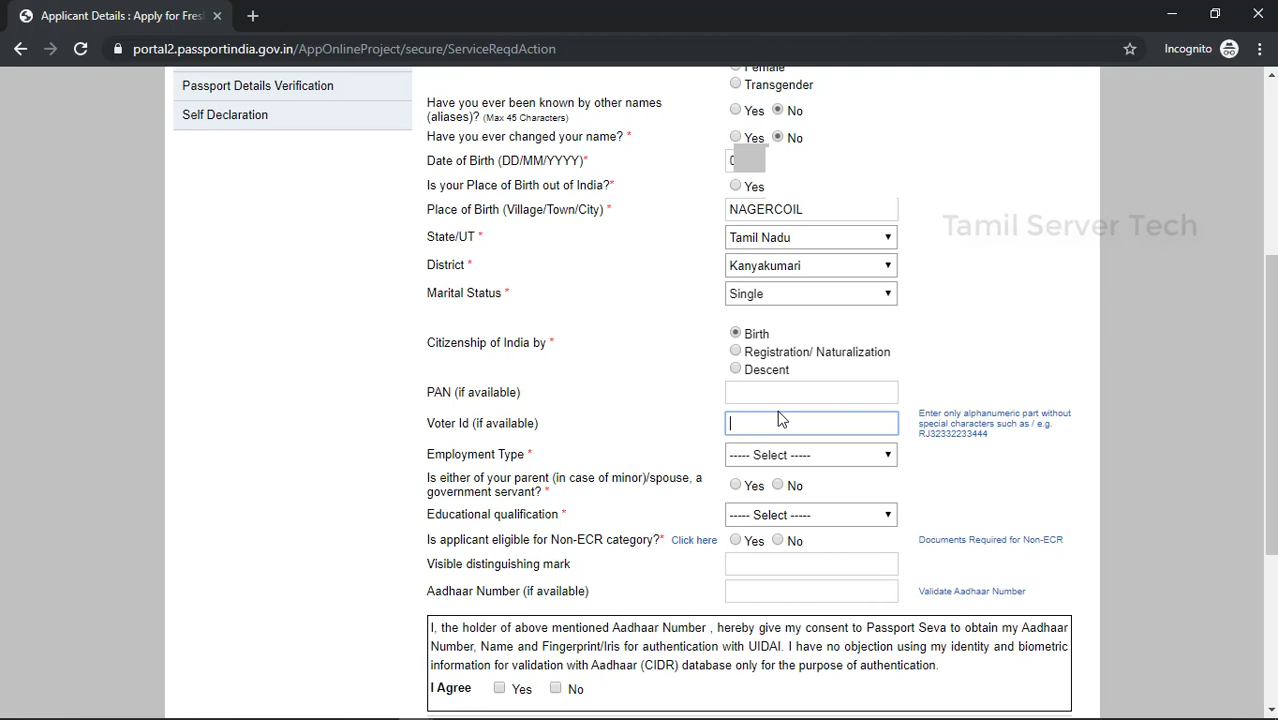 Applicant Details : Apply for Fres
portal2.passportindia.gov.in/AppOnlineProject/secure/ServiceReqdAction
Incognito
Passport Details Verification
Self Declaration
Female
Transgender
Have you ever been known by other names
(aliases)? (Max 45 Characters)
Yes No
Have you ever changed your name? *
Yes No
Date of Birth (DD/MM/YYYY)*
Is your Place of Birth out of India?*
Yes
Place of Birth (Village/Town/City) *
NAGERCOIL
Tamil Server Tech
State/UT *
Tamil Nadu
District *
Kanyakumari
Marital Status *
Single
Citizenship of India by *
Birth
Registration/ Naturalization
Descent
PAN (if available)
Voter Id (if available)
Enter only alphanumeric part without
special characters such as / e.g.
RJ32332233444
Employment Type *
----- Select -----
Is either of your parent (in case of minor)/spouse, a
government servant? *
Yes No
Educational qualification *
----- Select -----
Is applicant eligible for Non-ECR category?* Click here
Yes No
Documents Required for Non-ECR
Visible distinguishing mark
Aadhaar Number (if available)
Validate Aadhaar Number
I, the holder of above mentioned Aadhaar Number , hereby give my consent to Passport Seva to obtain my Aadhaar
Number, Name and Fingerprint/Iris for authentication with UIDAI. I have no objection using my identity and biometric
information for validation with Aadhaar (CIDR) database only for the purpose of authentication.
I Agree Yes No